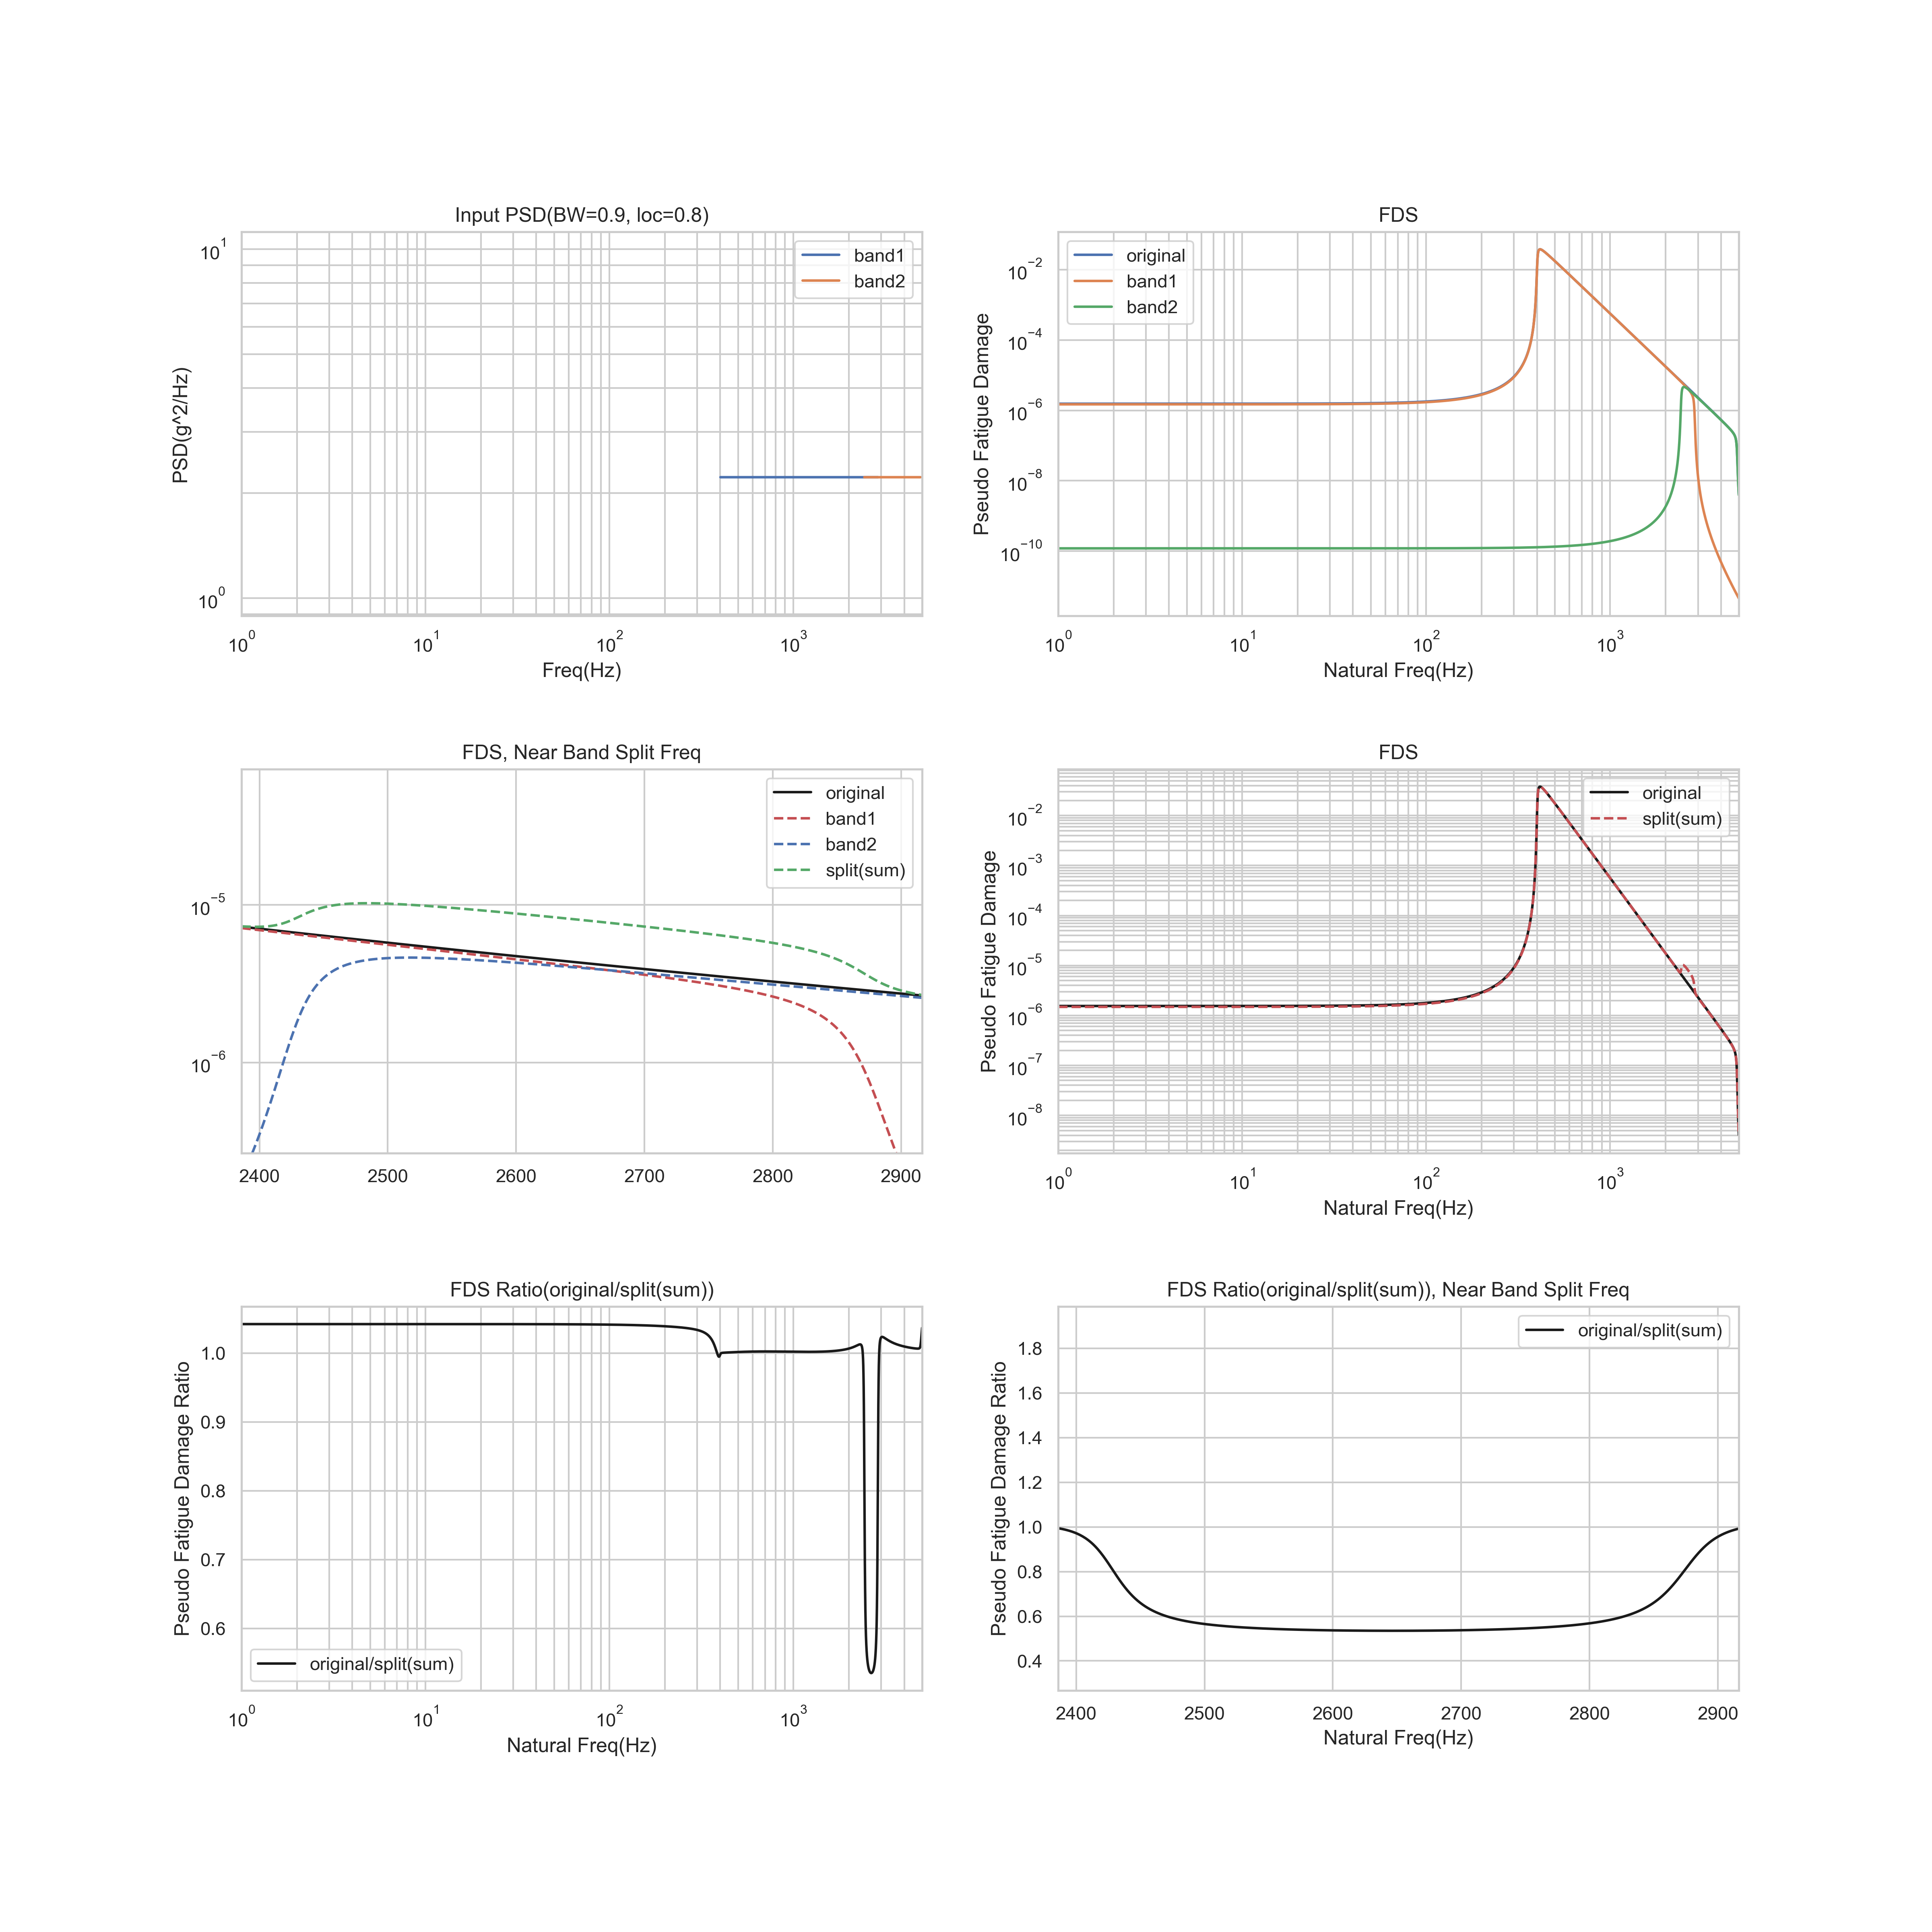 Input PSD(BW=0.9, loc=0.8)
PSD(g^2/Hz)
10^1
10^0
band1
band2
10^0 10^1 10^2 10^3
Freq(Hz)
FDS
Pseudo Fatigue Damage
10^−2
10^−4
10^−6
10^−8
10^−10
original
band1
band2
10^0 10^1 10^2 10^3
Natural Freq(Hz)
FDS, Near Band Split Freq
10^−5
10^−6
original
band1
band2
split(sum)
2400 2500 2600 2700 2800 2900
FDS
Pseudo Fatigue Damage
10^−2
10^−3
10^−4
10^−5
10^−6
10^−7
10^−8
original
split(sum)
10^0 10^1 10^2 10^3
Natural Freq(Hz)
FDS Ratio(original/split(sum))
Pseudo Fatigue Damage Ratio
1.0
0.9
0.8
0.7
0.6
original/split(sum)
10^0 10^1 10^2 10^3
Natural Freq(Hz)
FDS Ratio(original/split(sum)), Near Band Split Freq
Pseudo Fatigue Damage Ratio
1.8
1.6
1.4
1.2
1.0
0.8
0.6
0.4
original/split(sum)
2400 2500 2600 2700 2800 2900
Natural Freq(Hz)